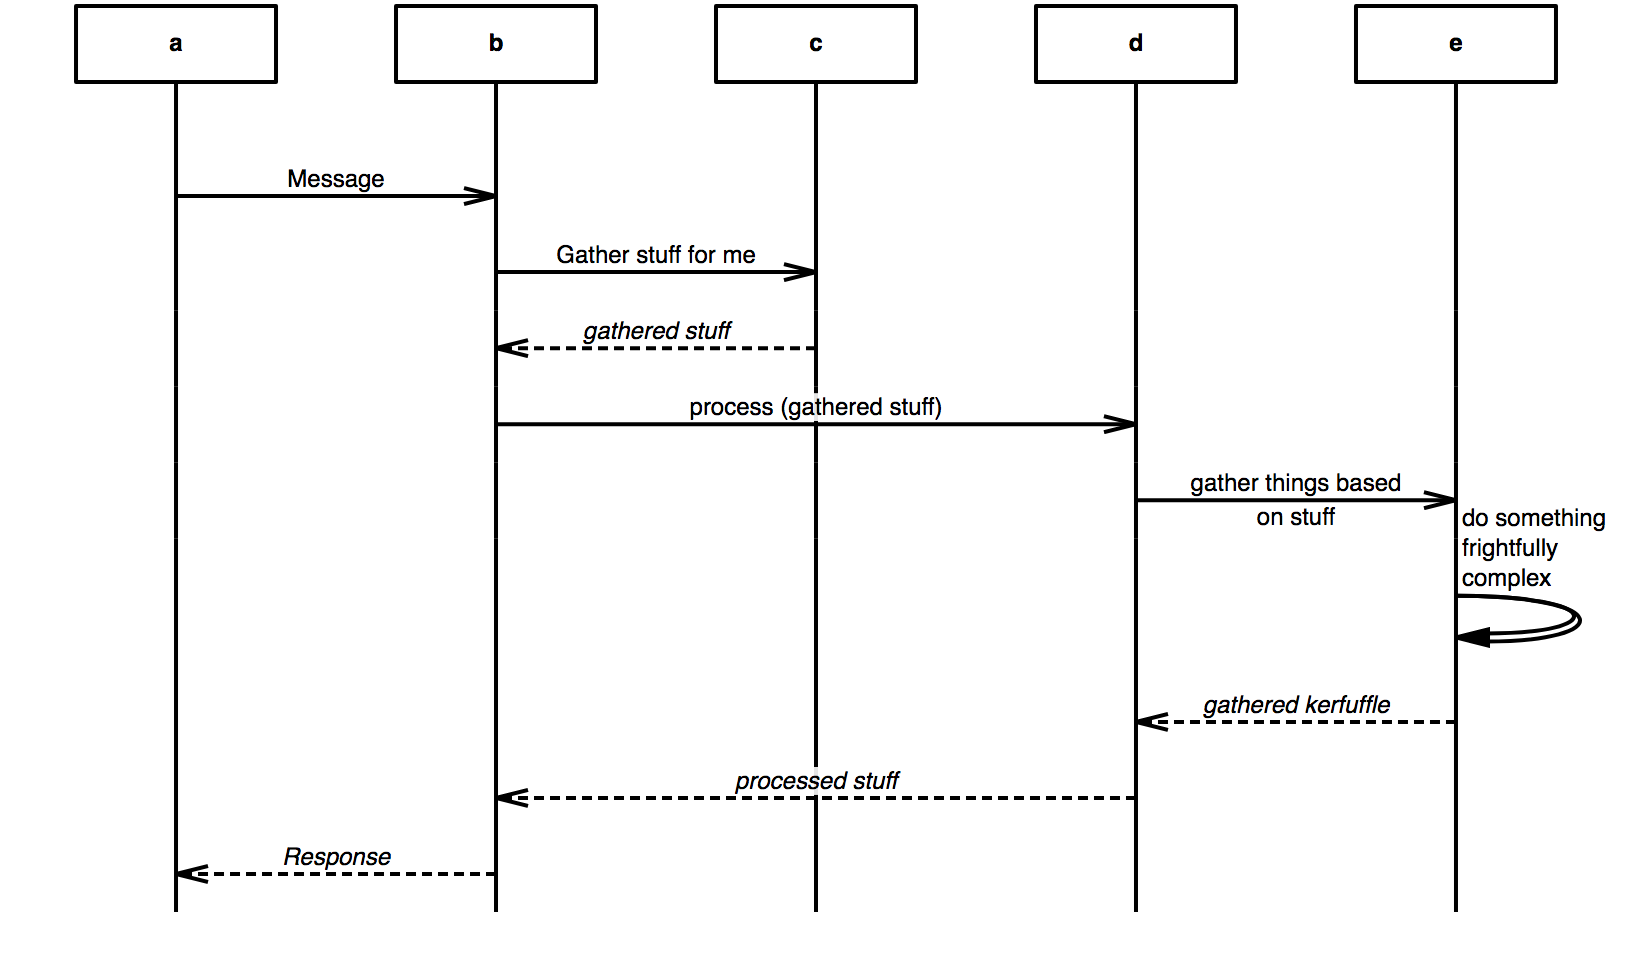 a
b
c
d
e
Message
Gather stuff for me
gathered stuff
process (gathered stuff)
gather things based
on stuff
do something
frightfully
complex
gathered kerfuffle
processed stuff
Response